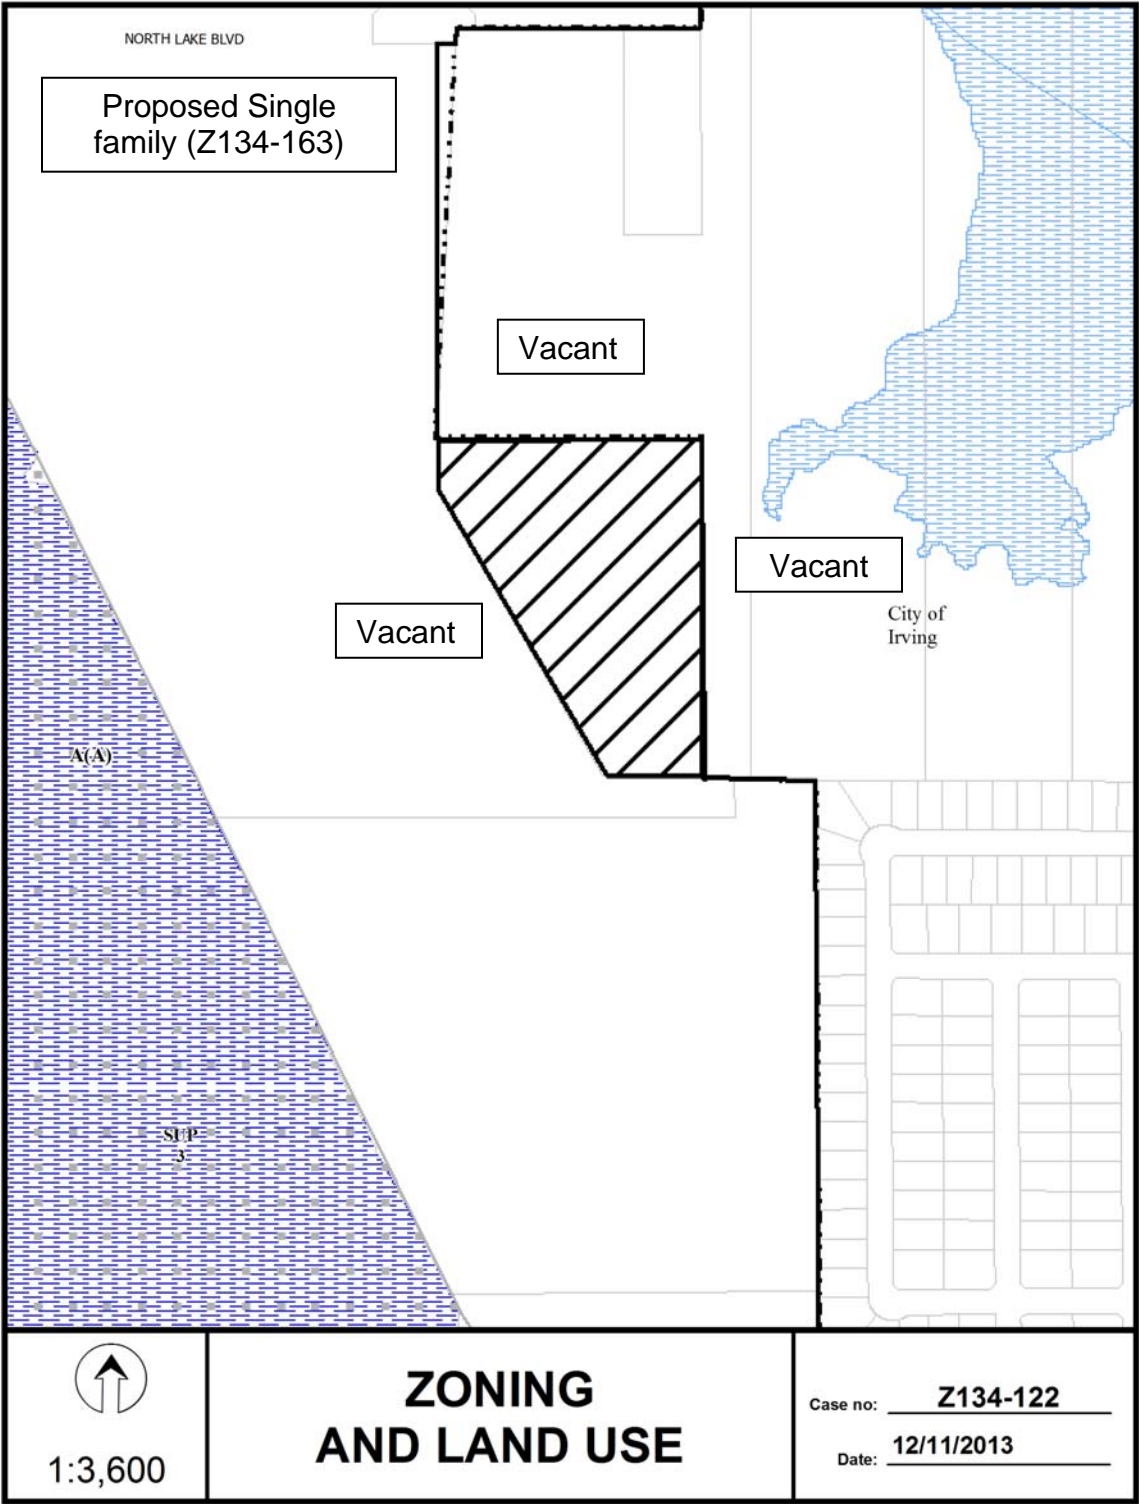 NORTH LAKE BLVD
Proposed Single
family (Z134-163)
Vacant
Vacant
City of
Irving
Vacant
A(A)
SUP
3
1:3,600
ZONING
AND LAND USE
Case no: Z134-122
Date: 12/11/2013